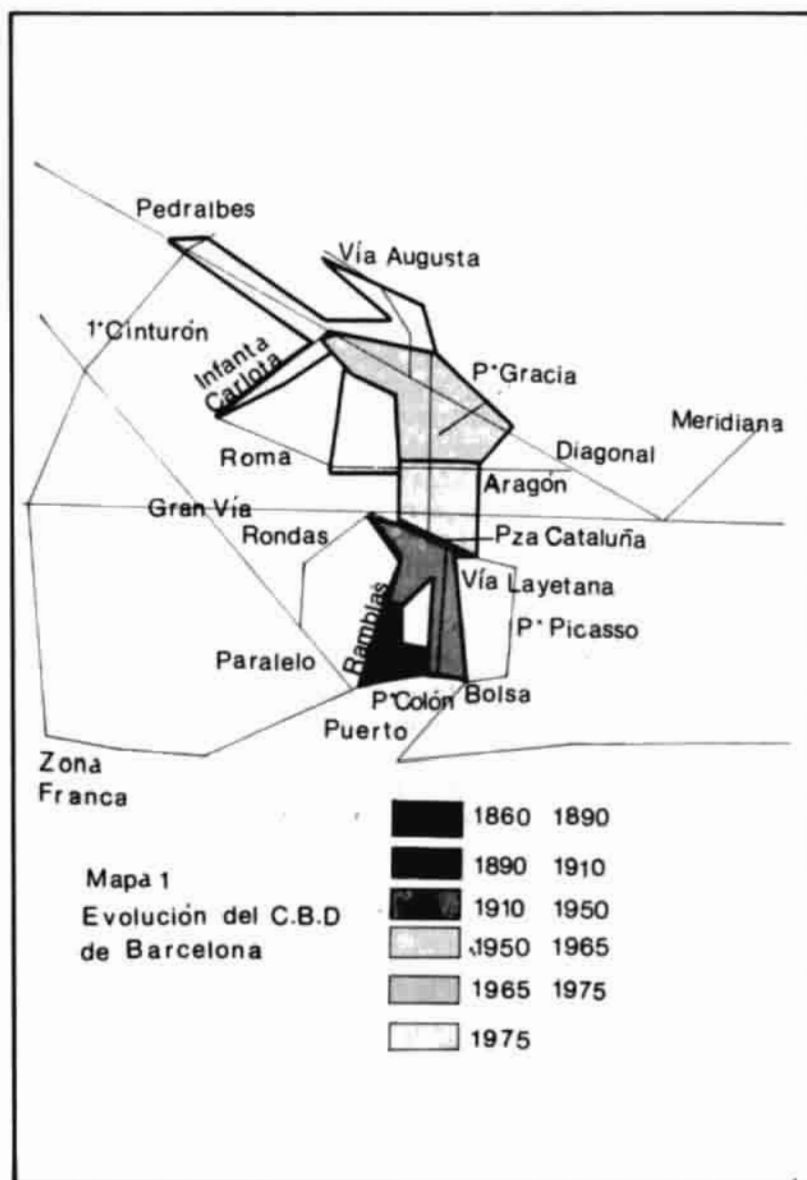 Pedralbes
Vía Augusta
1° Cinturón
Infanta
Carlota
P° Gracia
Meridiana
Roma
Diagonal
Aragón
Gran Vía
Rondas
Pza Cataluña
Vía Layetana
Ramblas
P° Picasso
Paralelo
P° Colón
Bolsa
Puerto
Zona
Franca
1860 1890
1890 1910
1910 1950
1950 1965
1965 1975
1975
Mapa 1
Evolución del C.B.D
de Barcelona